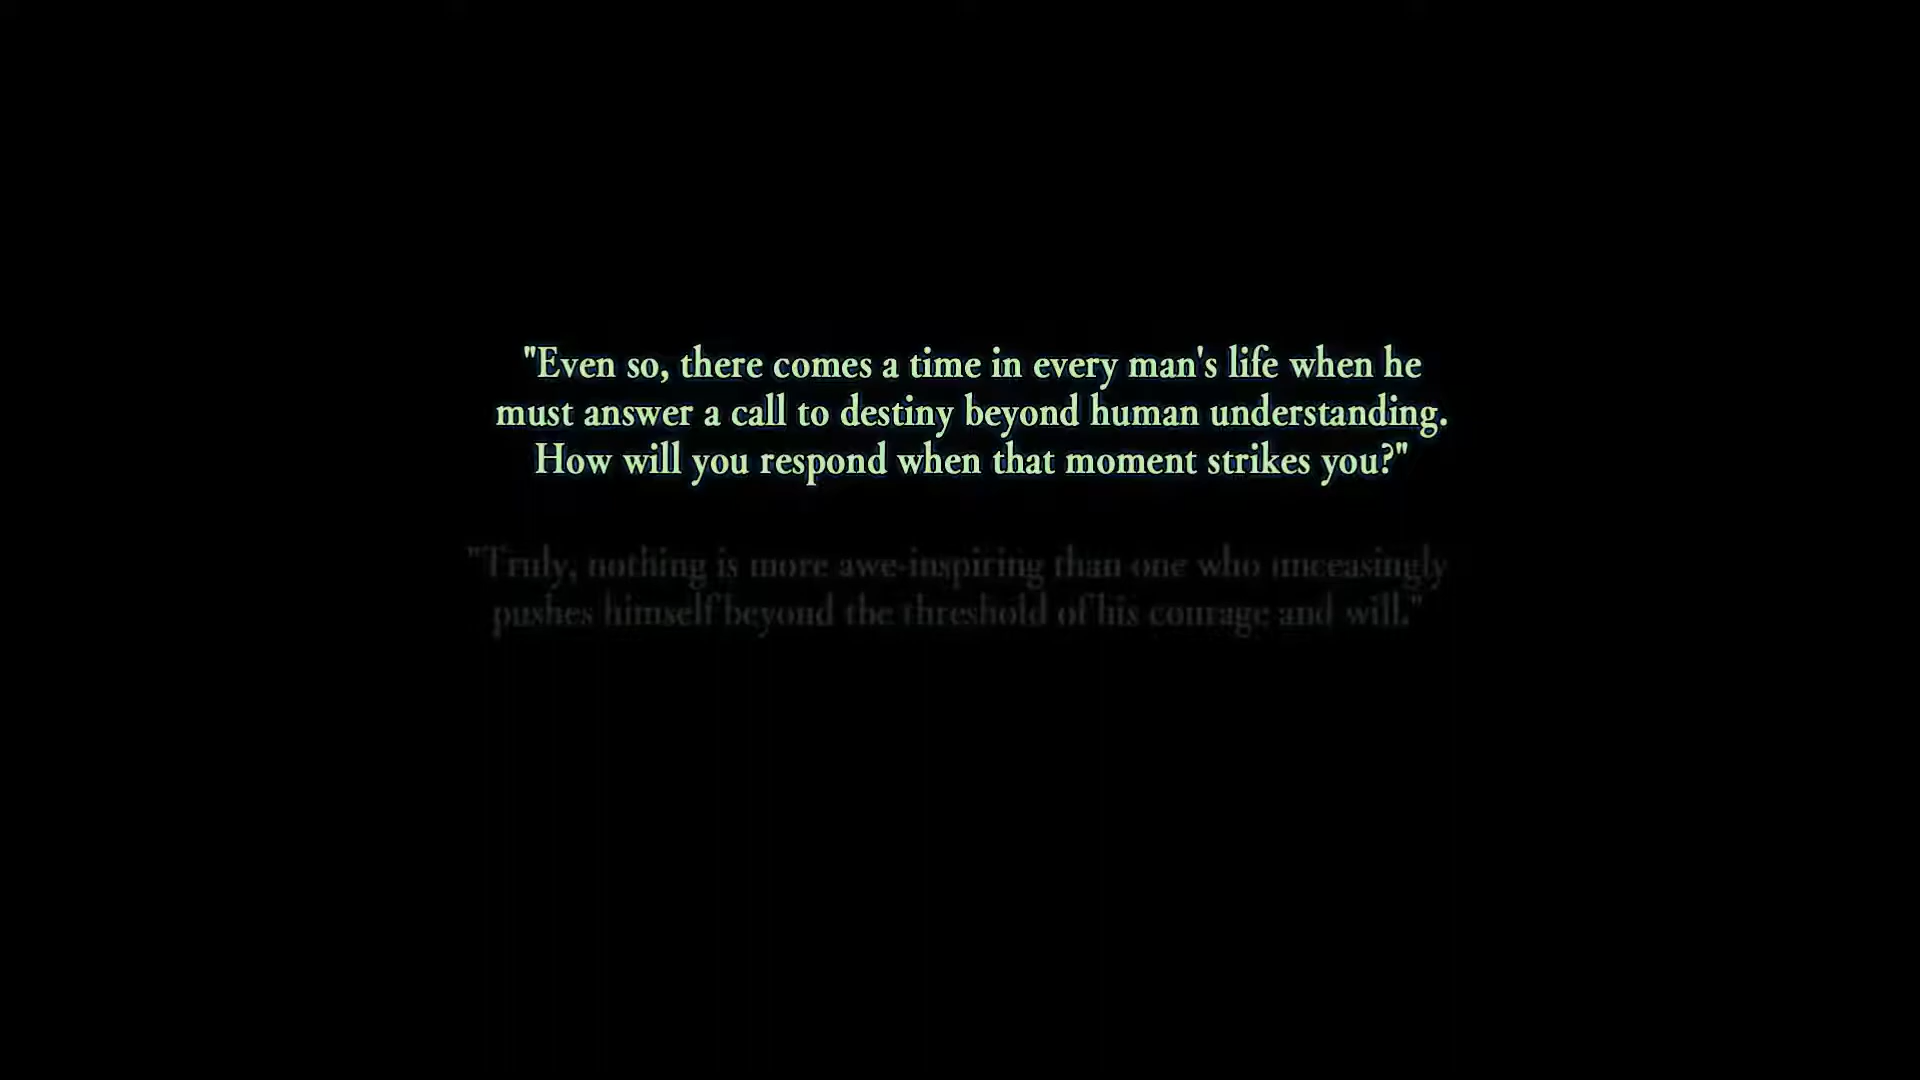 "Even so, there comes a time in every man's life when he
must answer a call to destiny beyond human understanding.
How will you respond when that moment strikes you?"
"Truly, nothing is more awe-inspiring than one who unceasingly
pushes himself beyond the threshold of his courage and will."